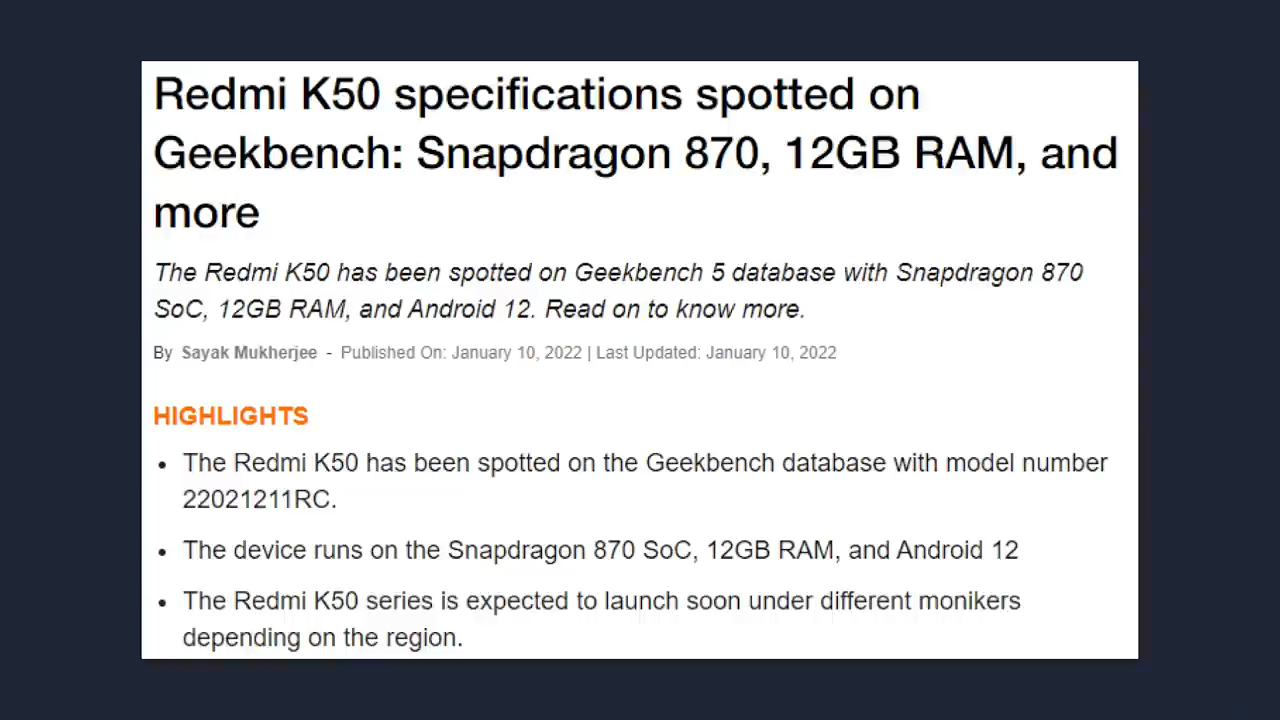 Redmi K50 specifications spotted on
Geekbench: Snapdragon 870, 12GB RAM, and
more
The Redmi K50 has been spotted on Geekbench 5 database with Snapdragon 870
SoC, 12GB RAM, and Android 12. Read on to know more.
By Sayak Mukherjee - Published On: January 10, 2022 | Last Updated: January 10, 2022
HIGHLIGHTS
• The Redmi K50 has been spotted on the Geekbench database with model number
22021211RC.
• The device runs on the Snapdragon 870 SoC, 12GB RAM, and Android 12
• The Redmi K50 series is expected to launch soon under different monikers
depending on the region.